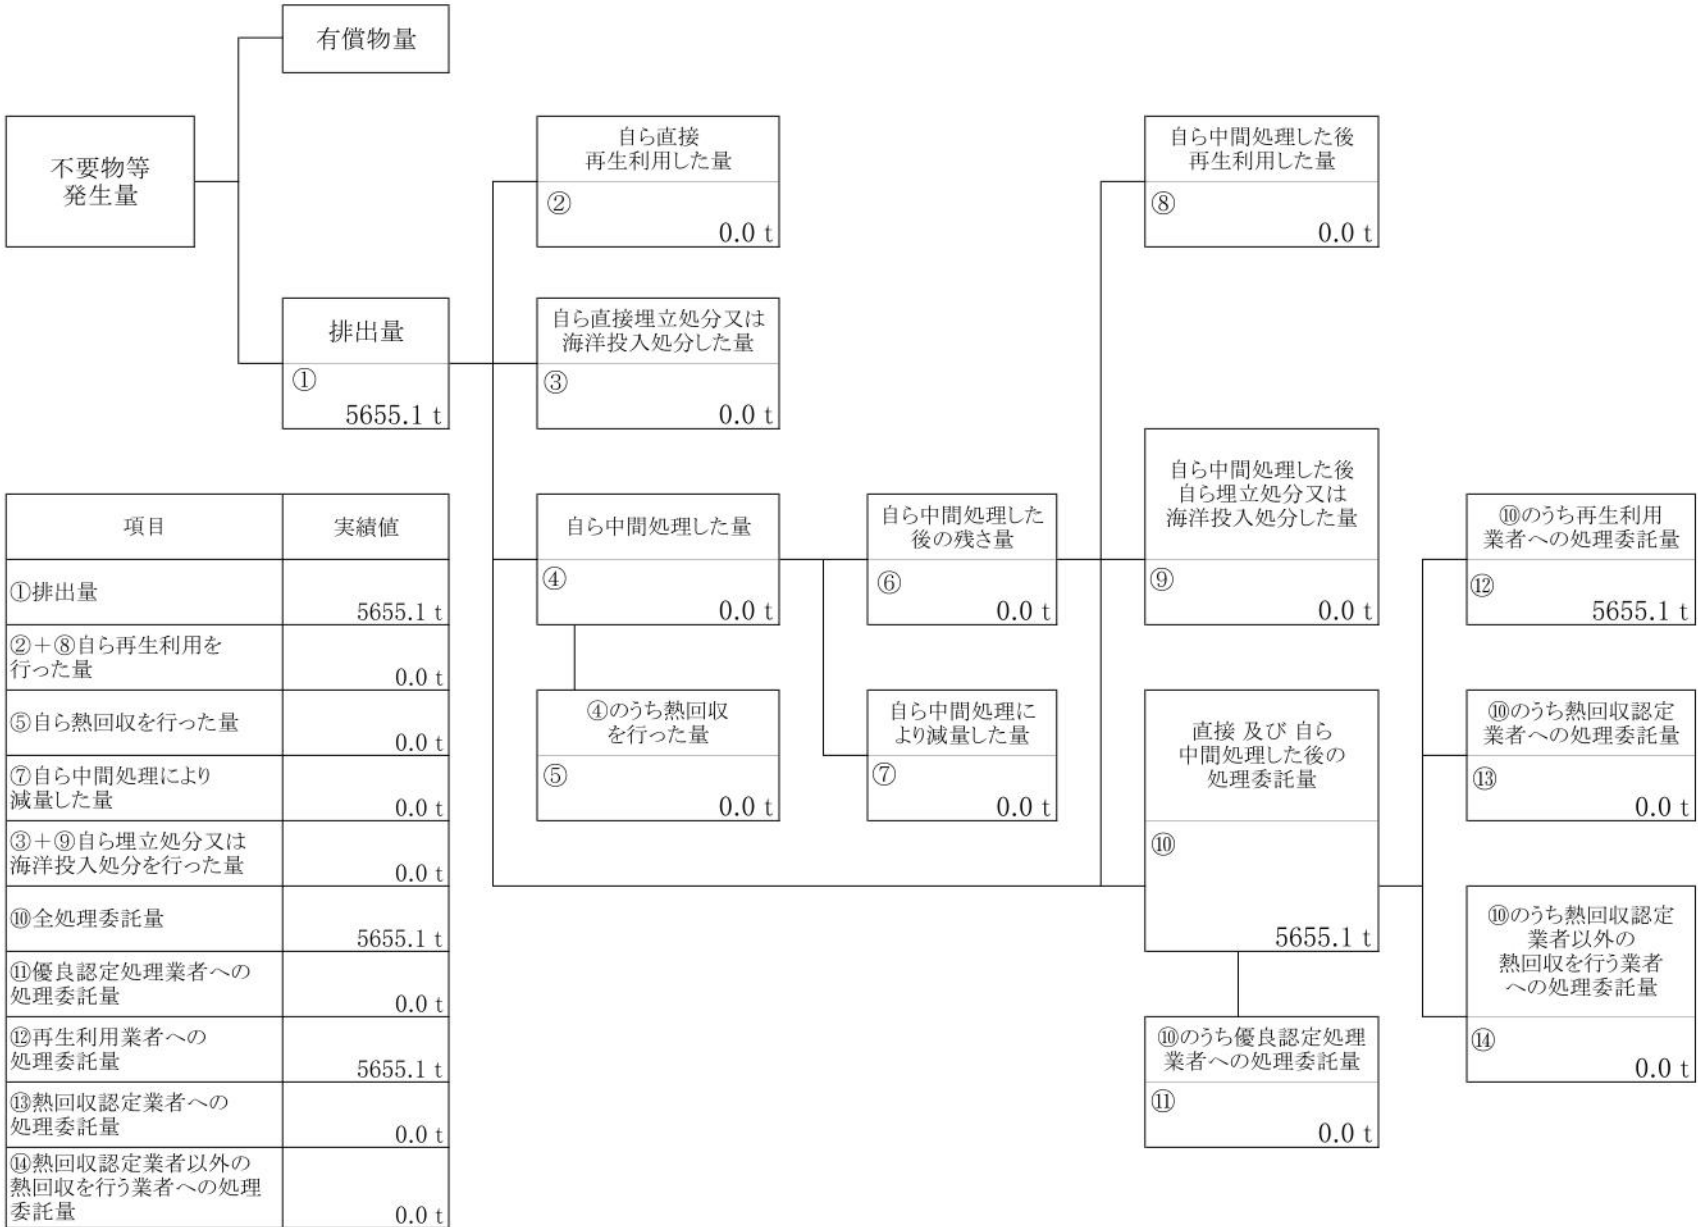 有償物量
不要物等
発生量
自ら直接
再生利用した量
②
0.0 t
自ら中間処理した後
再生利用した量
⑧
0.0 t
排出量
①
5655.1 t
自ら直接埋立処分又は
海洋投入処分した量
③
0.0 t
自ら中間処理した量
④
0.0 t
自ら中間処理した
後の残さ量
⑥
0.0 t
自ら中間処理した後
自ら埋立処分又は
海洋投入処分した量
⑨
0.0 t
⑩のうち再生利用
業者への処理委託量
⑫
5655.1 t
④のうち熱回収
を行った量
⑤
0.0 t
自ら中間処理に
より減量した量
⑦
0.0 t
直接 及び 自ら
中間処理した後の
処理委託量
⑩
5655.1 t
⑩のうち熱回収認定
業者への処理委託量
⑬
0.0 t
⑩のうち熱回収認定
業者以外の
熱回収を行う業者
への処理委託量
⑭
0.0 t
⑩のうち優良認定処理
業者への処理委託量
⑪
0.0 t
項目 実績値
①排出量
5655.1 t
②+⑧自ら再生利用を
行った量
0.0 t
⑤自ら熱回収を行った量
0.0 t
⑦自ら中間処理により
減量した量
0.0 t
③+⑨自ら埋立処分又は
海洋投入処分を行った量
0.0 t
⑩全処理委託量
5655.1 t
⑪優良認定処理業者への
処理委託量
0.0 t
⑫再生利用業者への
処理委託量
5655.1 t
⑬熱回収認定業者への
処理委託量
0.0 t
⑭熱回収認定業者以外の
熱回収を行う業者への処理
委託量
0.0 t